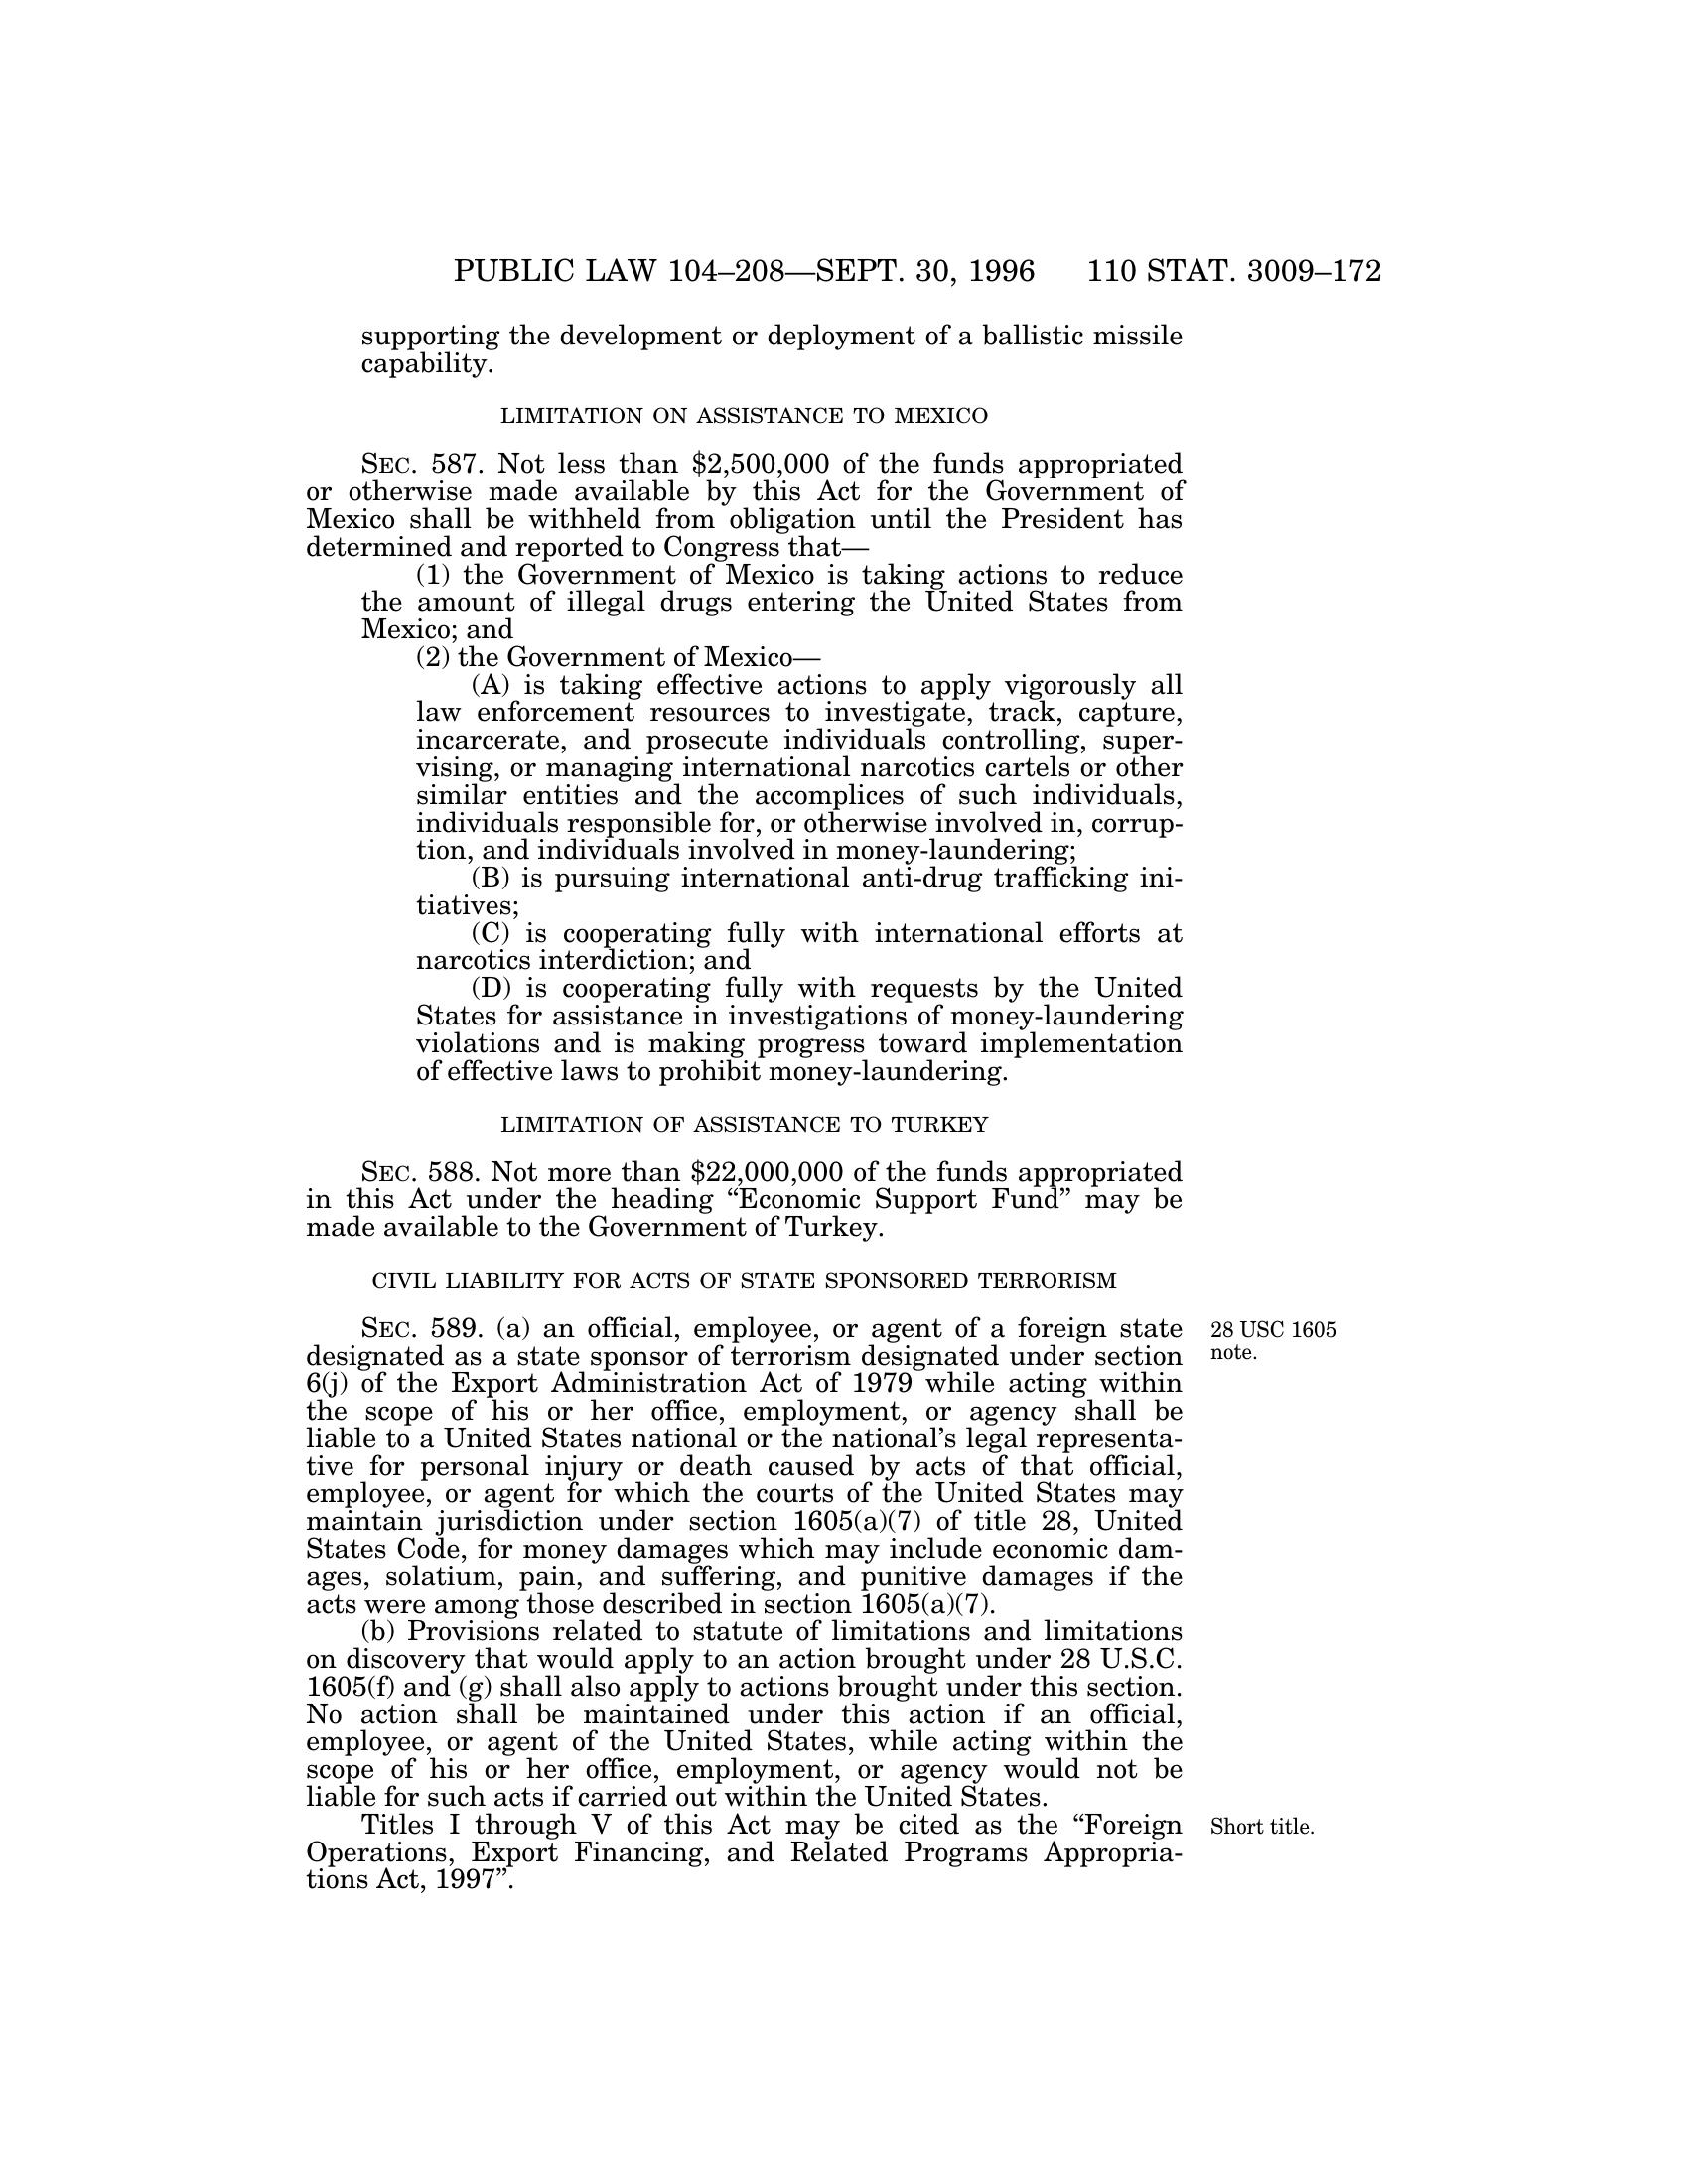 PUBLIC LAW 104–208—SEPT. 30, 1996 110 STAT. 3009–172
supporting the development or deployment of a ballistic missile
capability.
LIMITATION ON ASSISTANCE TO MEXICO
SEC. 587. Not less than $2,500,000 of the funds appropriated
or otherwise made available by this Act for the Government of
Mexico shall be withheld from obligation until the President has
determined and reported to Congress that—
(1) the Government of Mexico is taking actions to reduce
the amount of illegal drugs entering the United States from
Mexico; and
(2) the Government of Mexico—
(A) is taking effective actions to apply vigorously all
law enforcement resources to investigate, track, capture,
incarcerate, and prosecute individuals controlling, super-
vising, or managing international narcotics cartels or other
similar entities and the accomplices of such individuals,
individuals responsible for, or otherwise involved in, corrup-
tion, and individuals involved in money-laundering;
(B) is pursuing international anti-drug trafficking ini-
tiatives;
(C) is cooperating fully with international efforts at
narcotics interdiction; and
(D) is cooperating fully with requests by the United
States for assistance in investigations of money-laundering
violations and is making progress toward implementation
of effective laws to prohibit money-laundering.
LIMITATION OF ASSISTANCE TO TURKEY
SEC. 588. Not more than $22,000,000 of the funds appropriated
in this Act under the heading “Economic Support Fund” may be
made available to the Government of Turkey.
CIVIL LIABILITY FOR ACTS OF STATE SPONSORED TERRORISM
SEC. 589. (a) an official, employee, or agent of a foreign state
designated as a state sponsor of terrorism designated under section
6(j) of the Export Administration Act of 1979 while acting within
the scope of his or her office, employment, or agency shall be
liable to a United States national or the national’s legal representa-
tive for personal injury or death caused by acts of that official,
employee, or agent for which the courts of the United States may
maintain jurisdiction under section 1605(a)(7) of title 28, United
States Code, for money damages which may include economic dam-
ages, solatium, pain, and suffering, and punitive damages if the
acts were among those described in section 1605(a)(7).
(b) Provisions related to statute of limitations and limitations
on discovery that would apply to an action brought under 28 U.S.C.
1605(f) and (g) shall also apply to actions brought under this section.
No action shall be maintained under this action if an official,
employee, or agent of the United States, while acting within the
scope of his or her office, employment, or agency would not be
liable for such acts if carried out within the United States.
Titles I through V of this Act may be cited as the “Foreign
Operations, Export Financing, and Related Programs Appropria-
tions Act, 1997”.
28 USC 1605
note.
Short title.